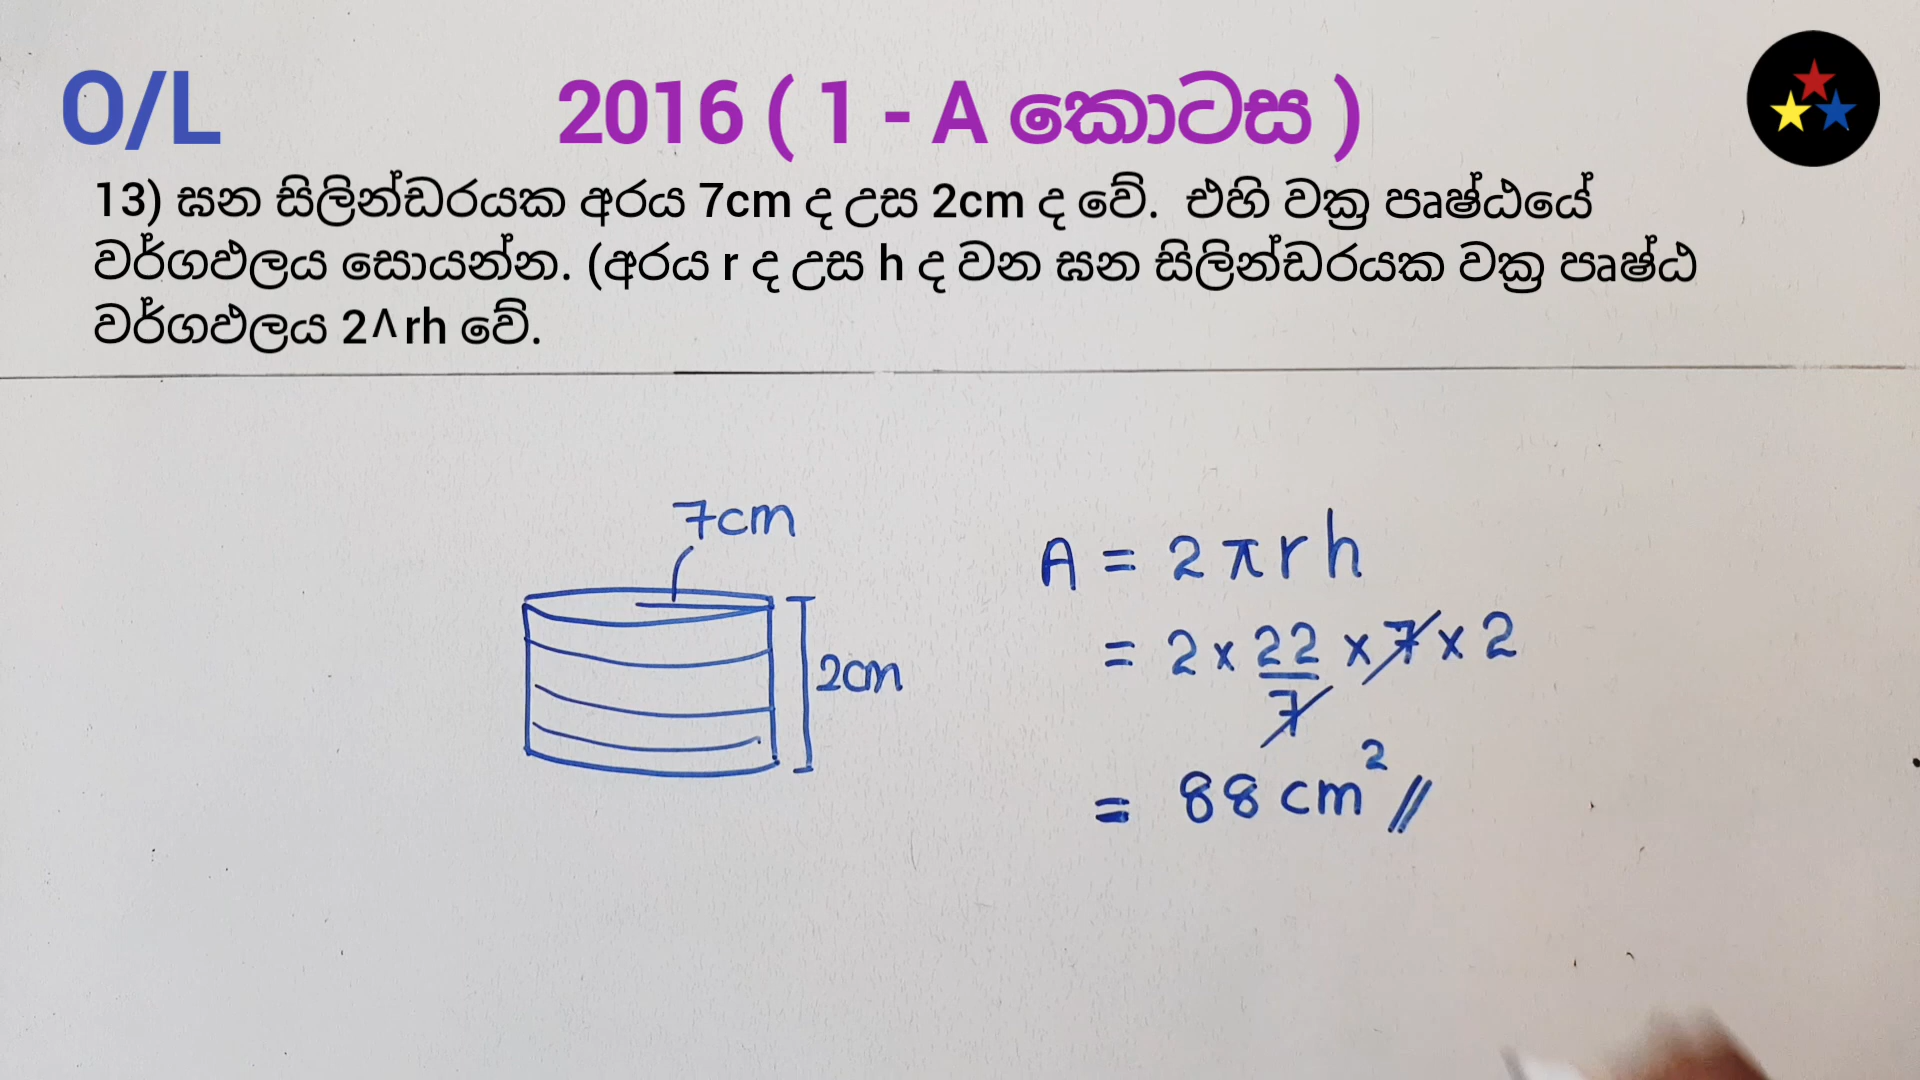 O/L
2016 ( 1 - A කොටස )
13) ඝන සිලින්ඩරයක අරය 7cm ද උස 2cm ද වේ.  එහි වක්‍ර පෘෂ්ඨයේ
වර්ගඵලය සොයන්න. (අරය r ද උස h ද වන ඝන සිලින්ඩරයක වක්‍ර පෘෂ්ඨ
වර්ගඵලය 2^rh වේ.
7cm
2cm
A = 2πrh
= 2 × 22/7 × 7 × 2
= 88 cm² //